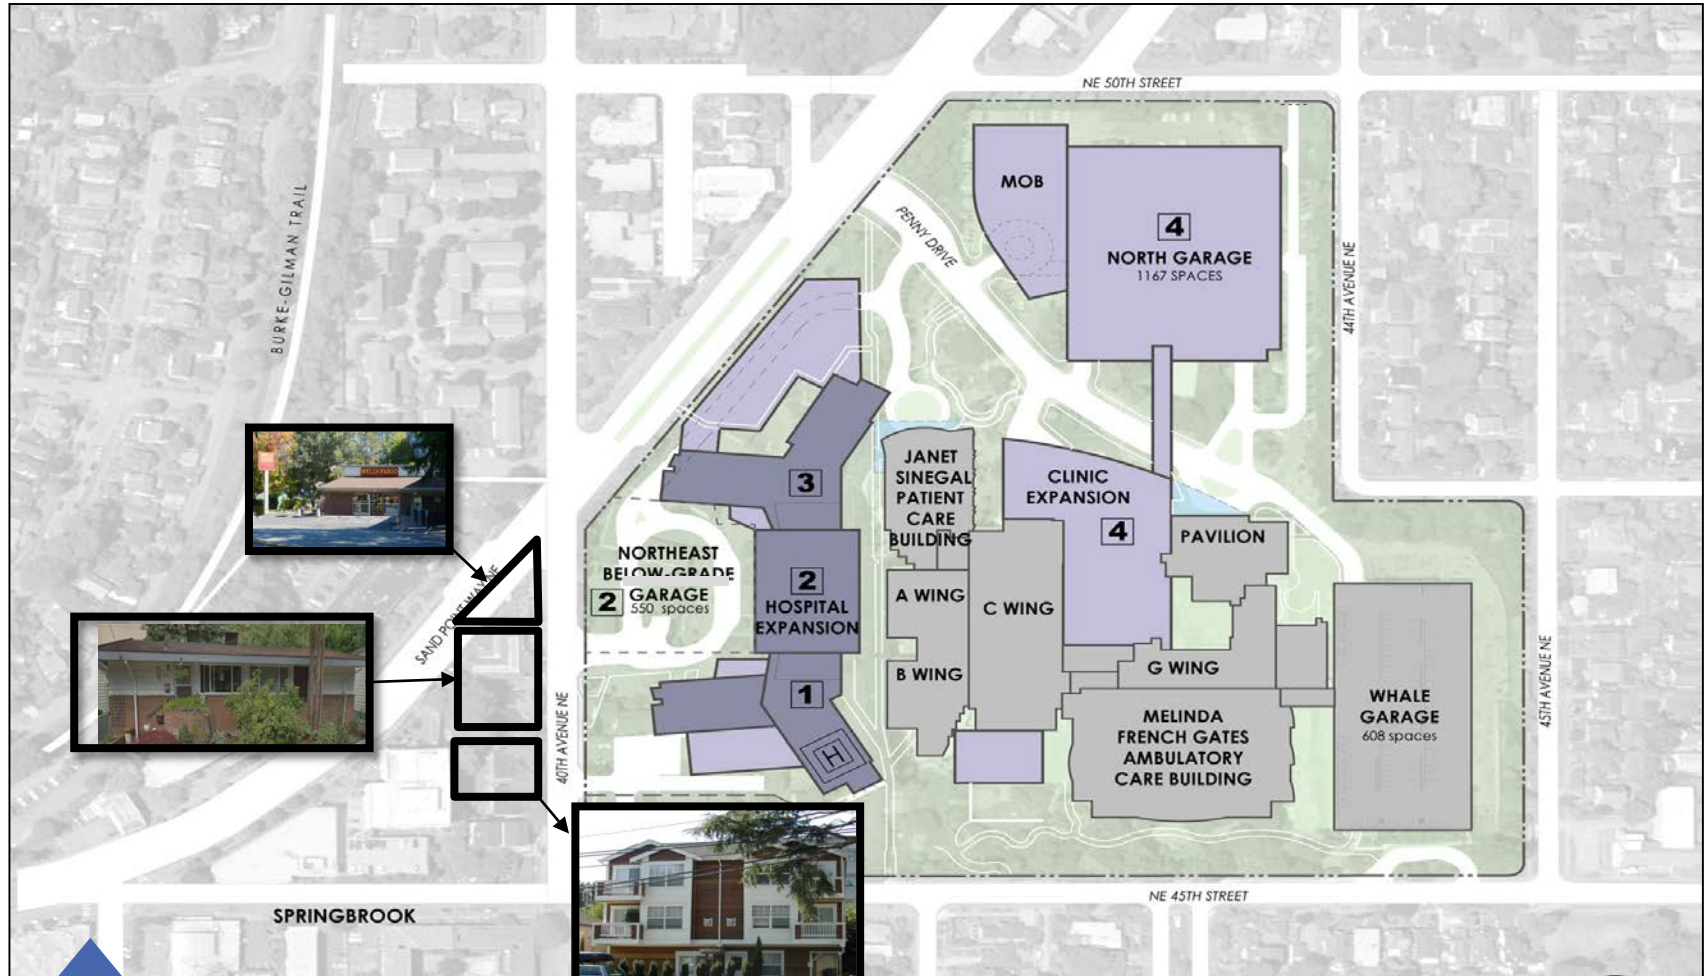 NE 50TH STREET
BURKE-GILMAN TRAIL
MOB
PENNY DRIVE
4
NORTH GARAGE
1167 SPACES
44TH AVENUE NE
WELLS FARGO
3
JANET
SINEGAL
PATIENT
CARE
BUILDING
CLINIC
EXPANSION
4
PAVILION
NORTHEAST
BELOW-GRADE
2
GARAGE
550 spaces
2
HOSPITAL
EXPANSION
A WING
C WING
B WING
G WING
SAND POINT WAY NE
40TH AVENUE NE
1
H
MELINDA
FRENCH GATES
AMBULATORY
CARE BUILDING
WHALE
GARAGE
608 spaces
45TH AVENUE NE
NE 45TH STREET
SPRINGBROOK